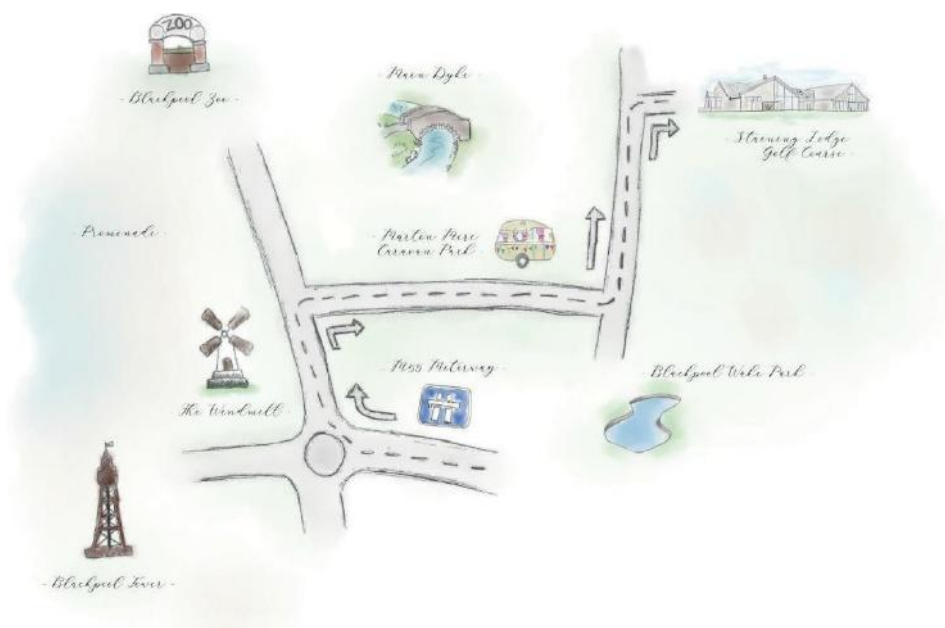 ZOO
- Blackpool Zoo -
- Main Dyke -
- Staining Lodge
Golf Course -
- Promenade -
- Marton Mere
Caravan Park -
- M55 Motorway -
- Blackpool Wake Park -
- The Windmill -
- Blackpool Tower -